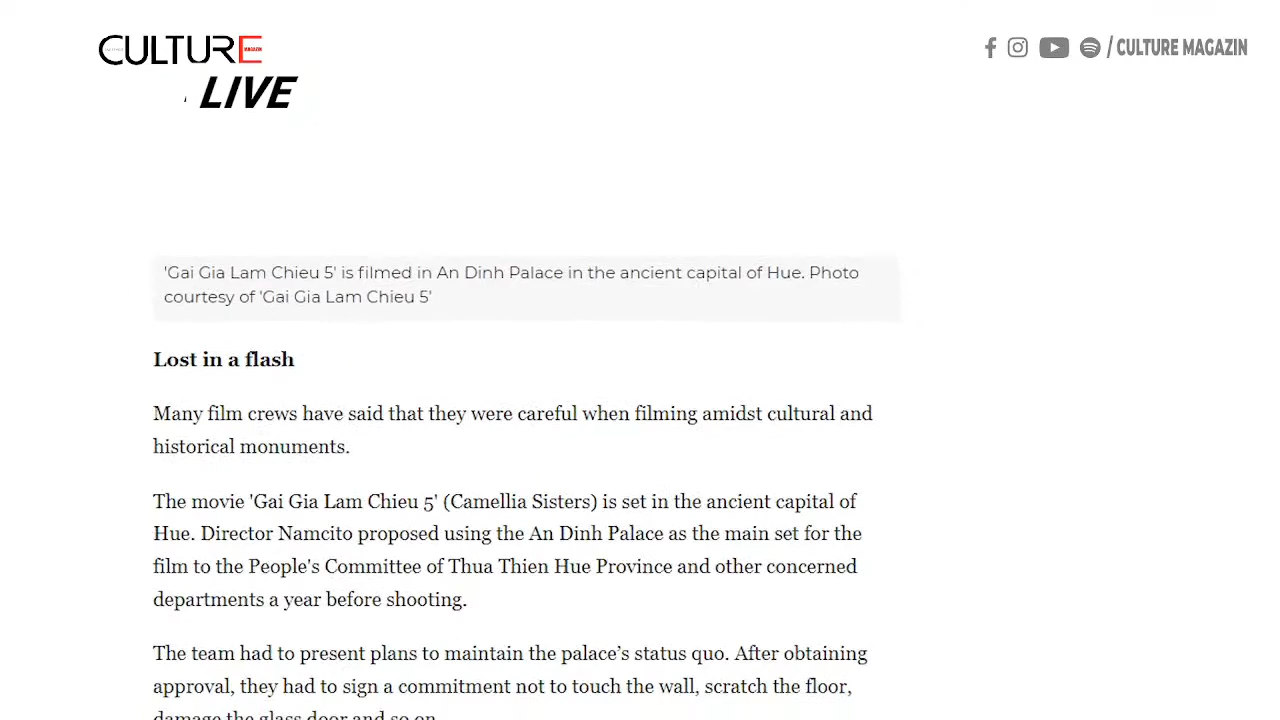 CULTURE MAGAZIN
LIVE
/ CULTURE MAGAZIN
'Gai Gia Lam Chieu 5' is filmed in An Dinh Palace in the ancient capital of Hue. Photo
courtesy of 'Gai Gia Lam Chieu 5'
Lost in a flash
Many film crews have said that they were careful when filming amidst cultural and
historical monuments.
The movie 'Gai Gia Lam Chieu 5' (Camellia Sisters) is set in the ancient capital of
Hue. Director Namcito proposed using the An Dinh Palace as the main set for the
film to the People's Committee of Thua Thien Hue Province and other concerned
departments a year before shooting.
The team had to present plans to maintain the palace’s status quo. After obtaining
approval, they had to sign a commitment not to touch the wall, scratch the floor,
damage the glass door and so on.